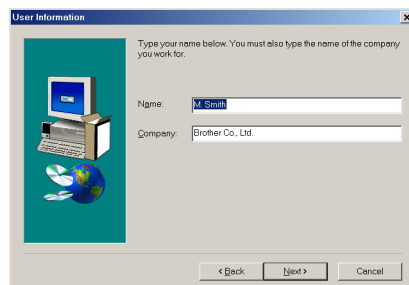 User Information
Type your name below. You must also type the name of the company
you work for.
Name: M. Smith
Company: Brother Co., Ltd.
< Back Next > Cancel